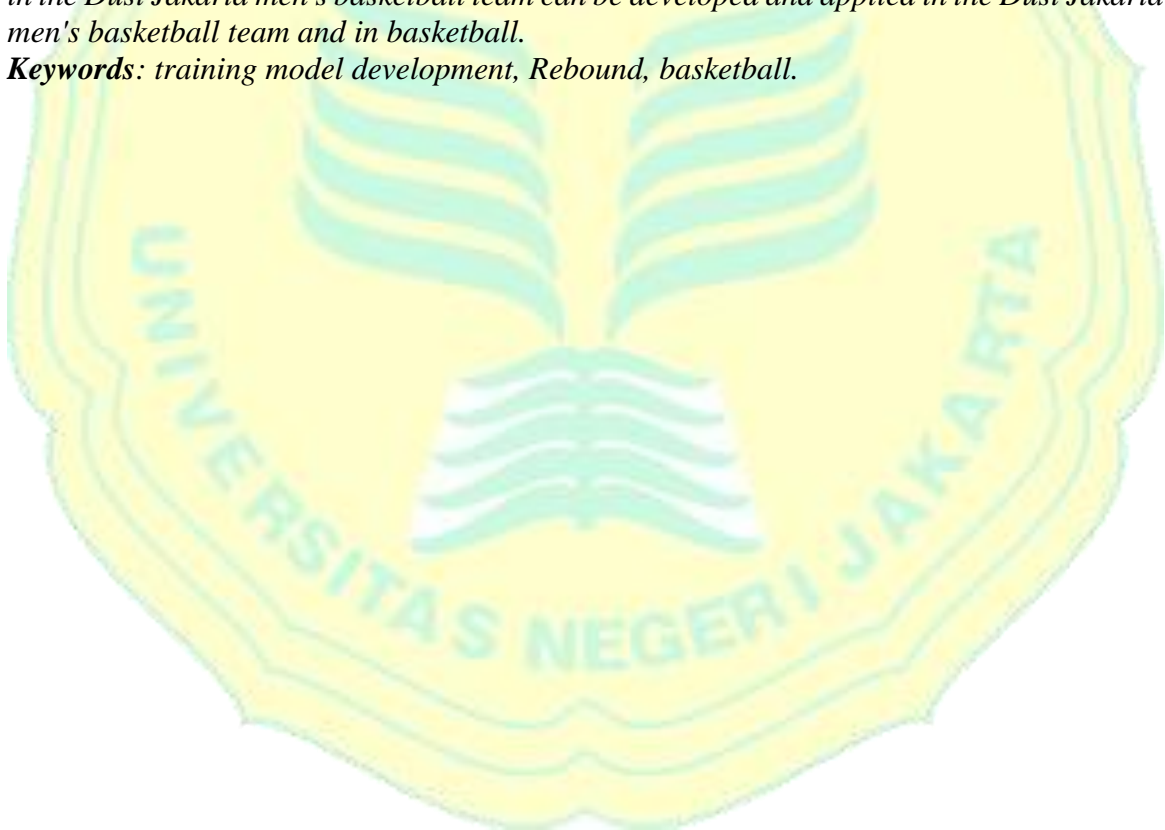 in the Dust Jakarta men's basketball team can be developed and applied in the Dust Jakarta
men's basketball team and in basketball.
Keywords: training model development, Rebound, basketball.
UNIVERSITAS NEGERI JAKARTA